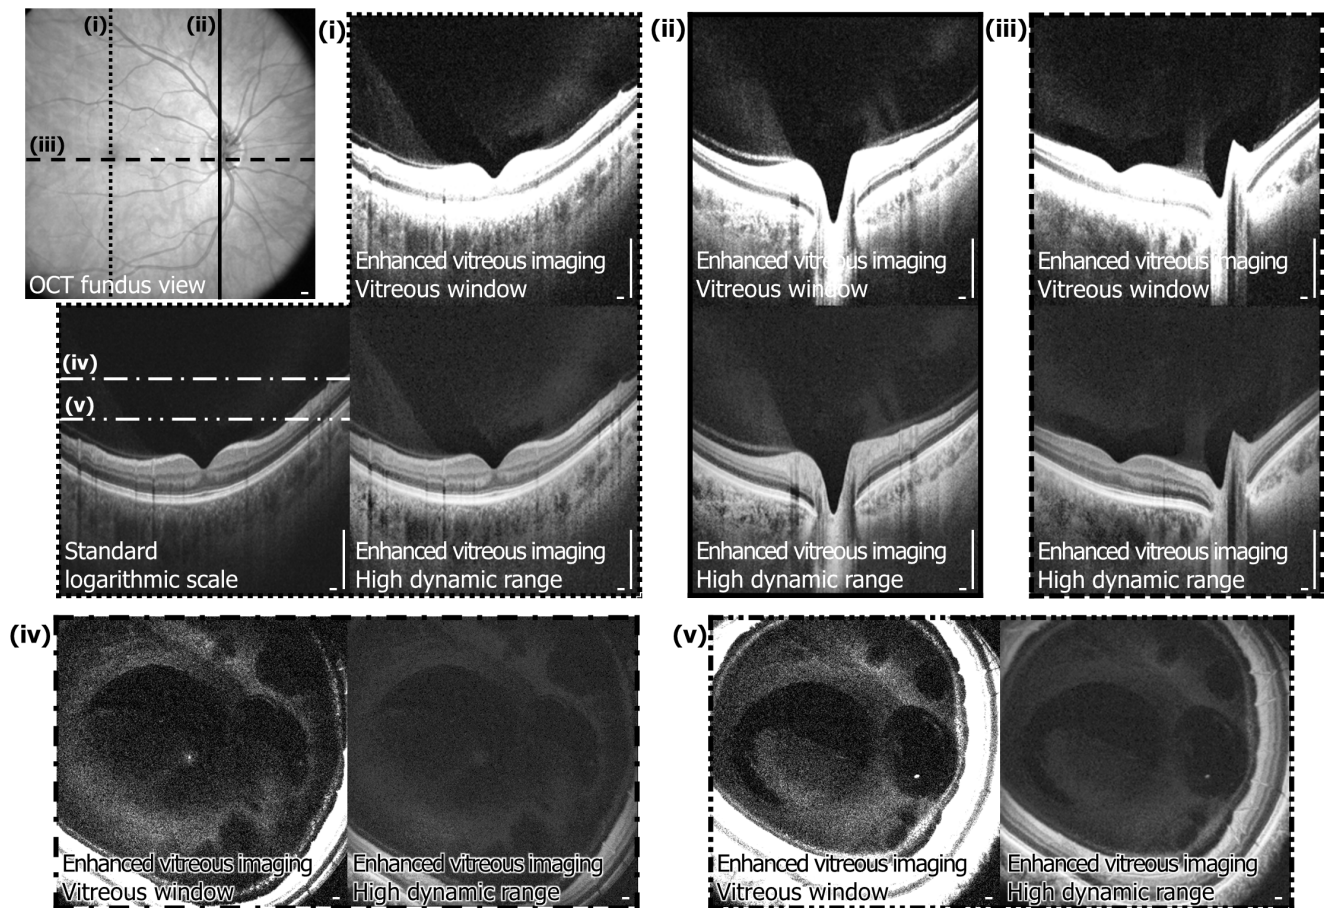 (i)
(ii)
(iii)
OCT fundus view
(i)
Enhanced vitreous imaging
Vitreous window
(ii)
Enhanced vitreous imaging
Vitreous window
(iii)
Enhanced vitreous imaging
Vitreous window
(iv)
(v)
Standard
logarithmic scale
Enhanced vitreous imaging
High dynamic range
Enhanced vitreous imaging
High dynamic range
Enhanced vitreous imaging
High dynamic range
(iv)
Enhanced vitreous imaging
Vitreous window
Enhanced vitreous imaging
High dynamic range
(v)
Enhanced vitreous imaging
Vitreous window
Enhanced vitreous imaging
High dynamic range